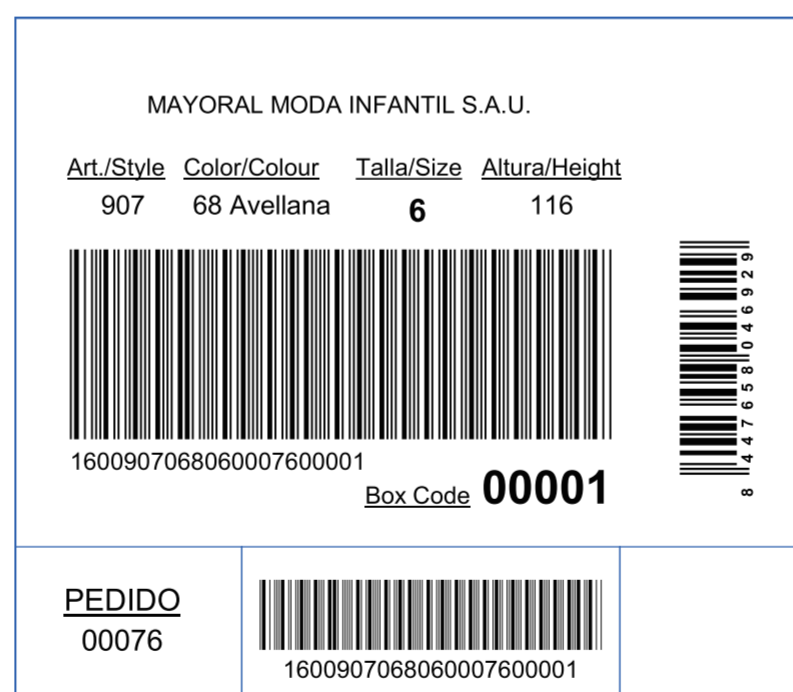 MAYORAL MODA INFANTIL S.A.U.
Art./Style Color/Colour Talla/Size Altura/Height
907 68 Avellana 6 116
1600907068060007600001
Box Code 00001
8 447658 046929
PEDIDO
00076
1600907068060007600001